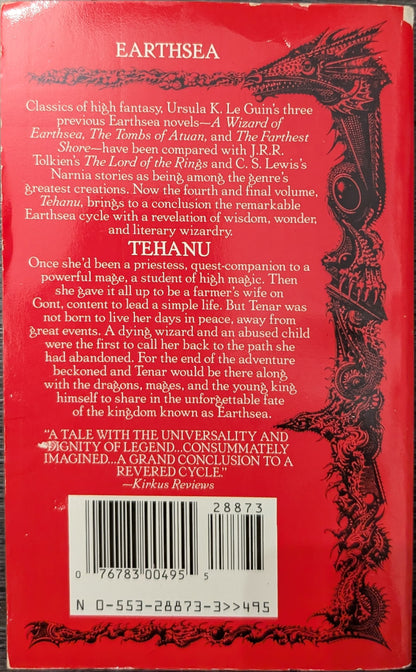 EARTHSEA
Classics of high fantasy, Ursula K. Le Guin's three
previous Earthsea novels—A Wizard of
Earthsea, The Tombs of Atuan, and The Farthest
Shore—have been compared with J.R.R.
Tolkien's The Lord of the Rings and C. S. Lewis's
Narnia stories as being among the genre's
greatest creations. Now the fourth and final volume,
Tehanu, brings to a conclusion the remarkable
Earthsea cycle with a revelation of wisdom, wonder,
and literary wizardry.
TEHANU
Once she'd been a priestess, quest-companion to a
powerful mage, a student of high magic. Then
she gave it all up to be a farmer's wife on
Gont, content to lead a simple life. But Tenar was
not born to live her days in peace, away from
great events. A dying wizard and an abused child
were the first to call her back to the path she
had abandoned. For the end of the adventure
beckoned and Tenar would be there along
with the dragons, mages, and the young king
himself to share in the unforgettable fate
of the kingdom known as Earthsea.
"A TALE WITH THE UNIVERSALITY AND
DIGNITY OF LEGEND...CONSUMMATELY
IMAGINED...A GRAND CONCLUSION TO A
REVERED CYCLE."
—Kirkus Reviews
28873
0 76783 00495 5
N 0-553-28873-3>>495